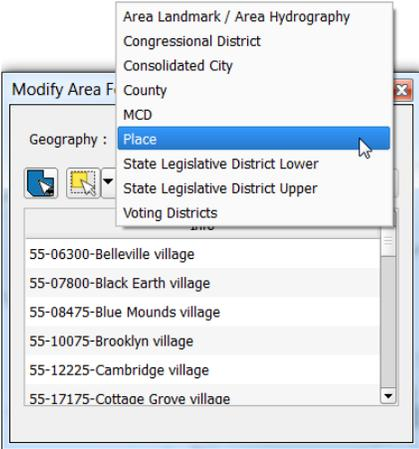 Area Landmark / Area Hydrography
Congressional District
Consolidated City
County
MCD
Place
State Legislative District Lower
State Legislative District Upper
Voting Districts
Modify Area
Geography :
55-06300-Belleville village
55-07800-Black Earth village
55-08475-Blue Mounds village
55-10075-Brooklyn village
55-12225-Cambridge village
55-17175-Cottage Grove village